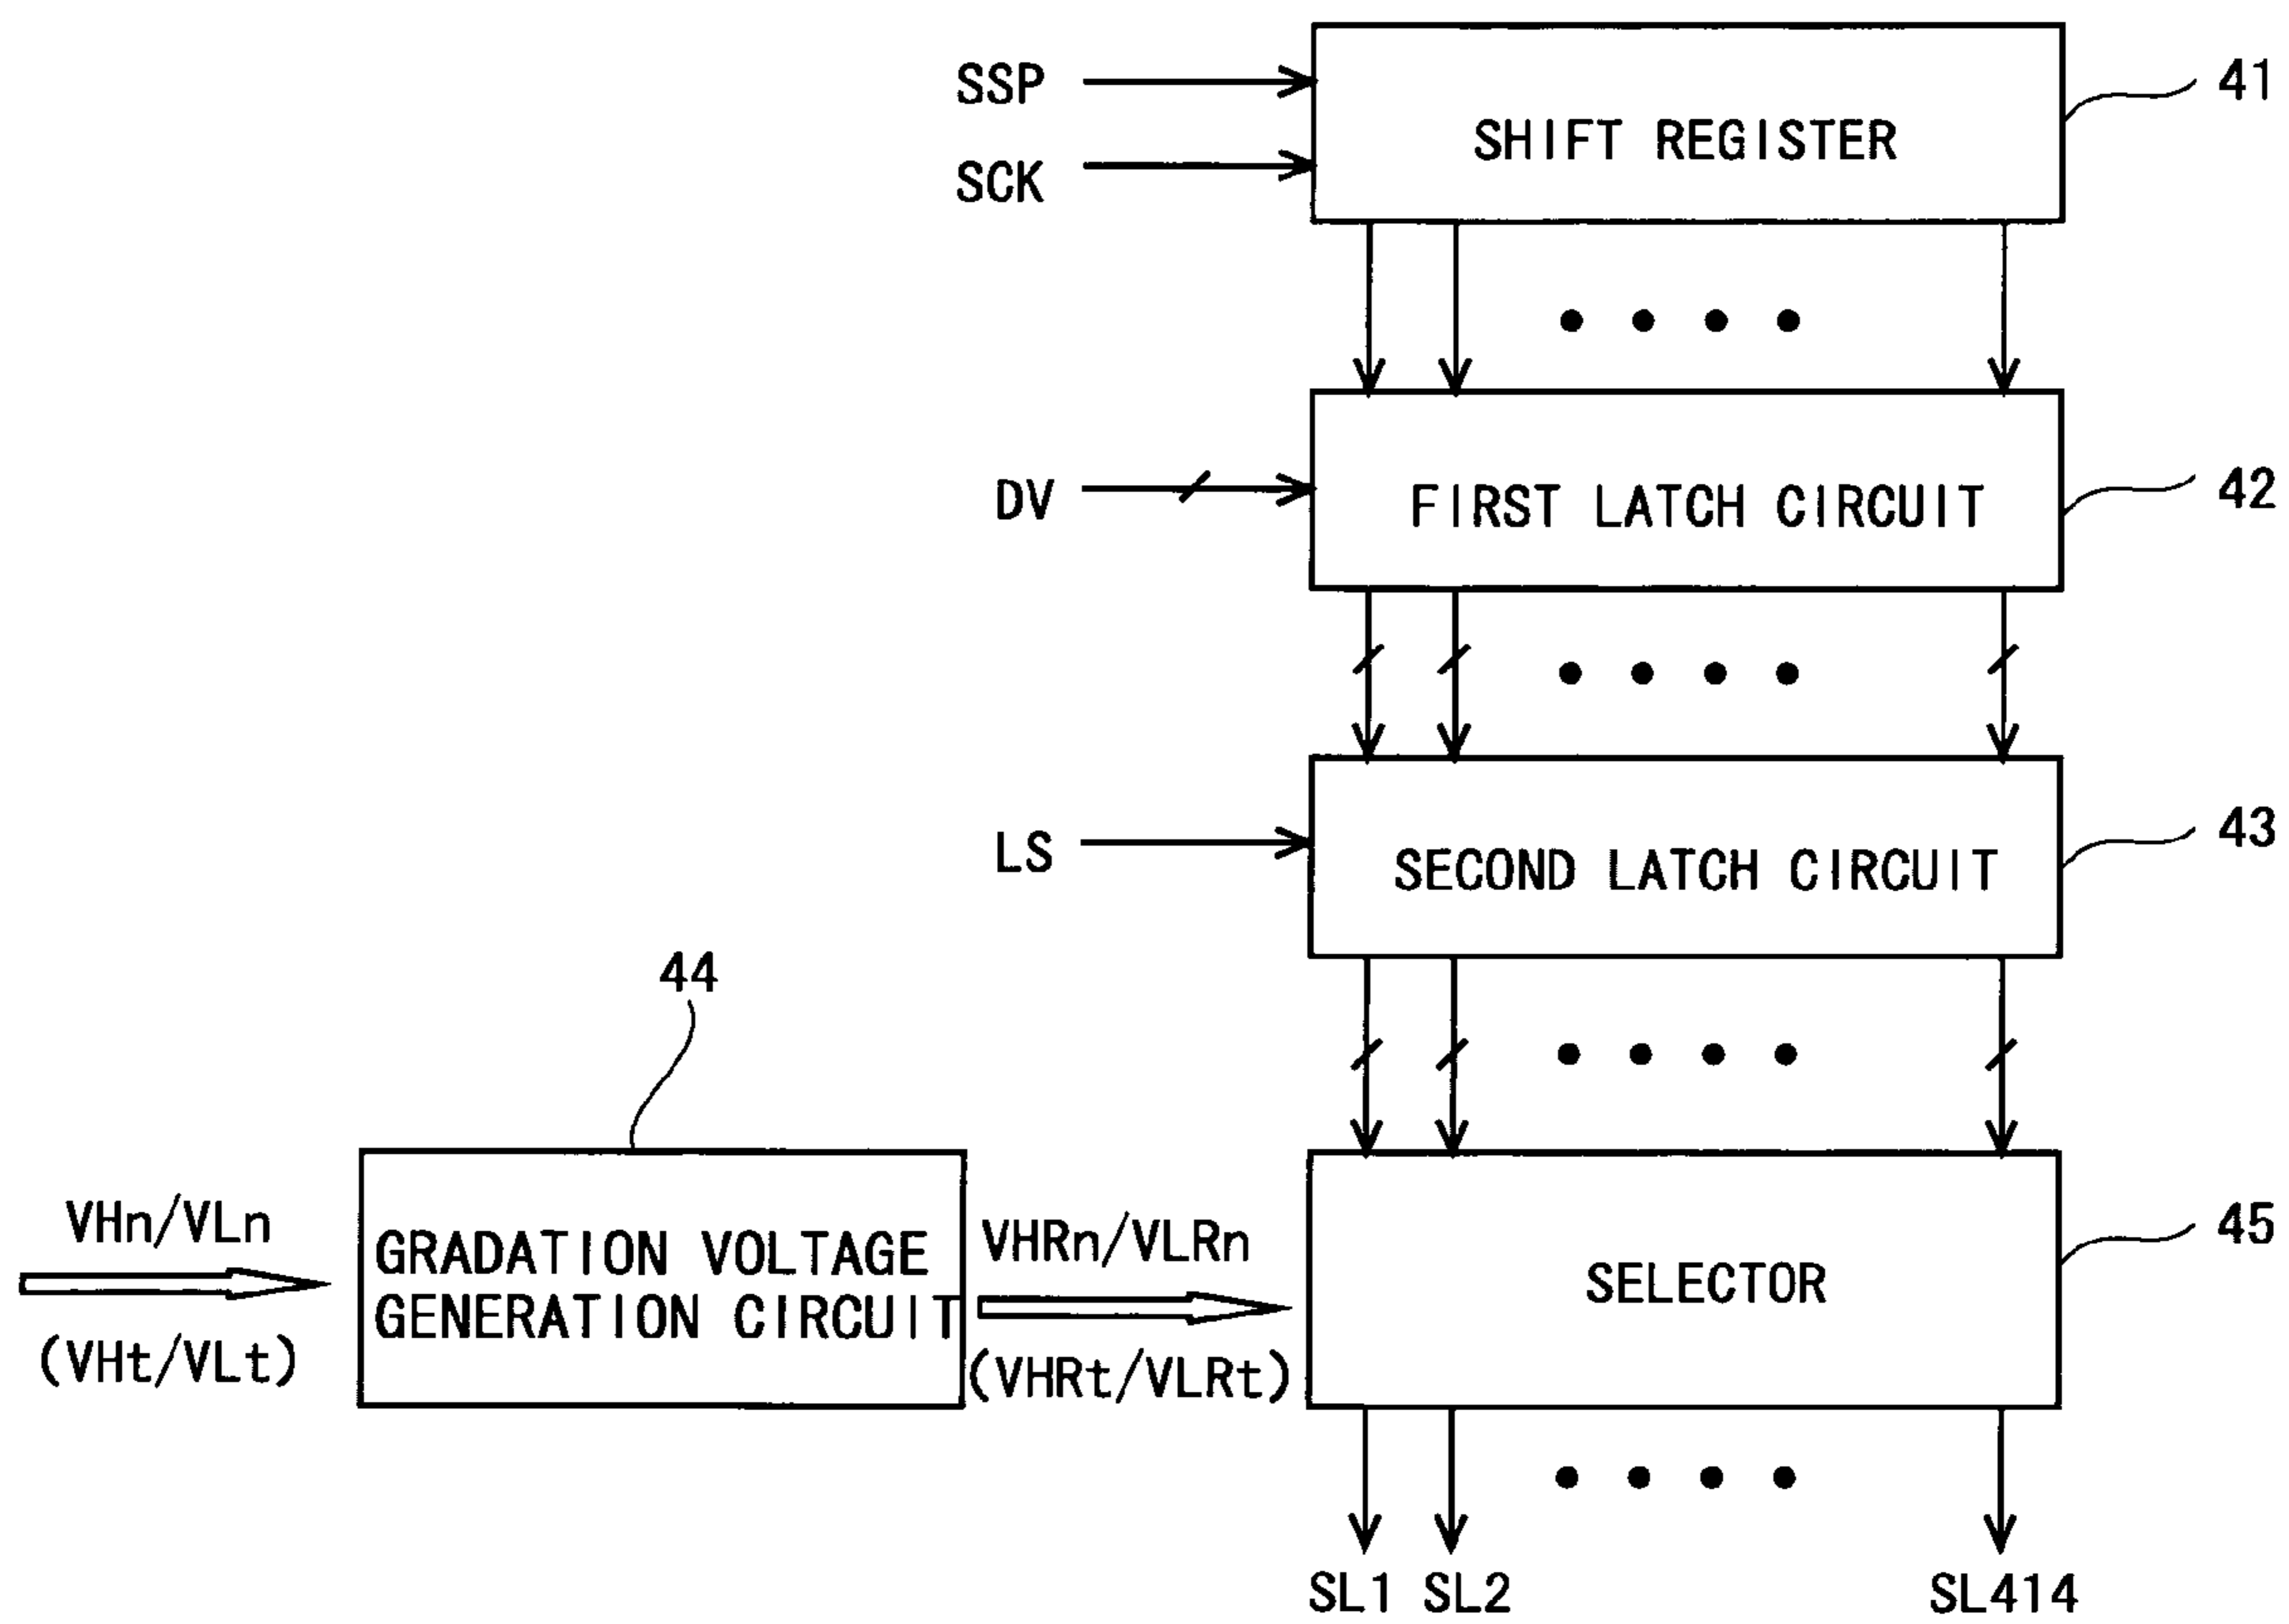 SSP
SCK
SHIFT REGISTER
41
DV
FIRST LATCH CIRCUIT
42
LS
SECOND LATCH CIRCUIT
43
44
VHn/VLn
(VHt/VLt)
GRADATION VOLTAGE
GENERATION CIRCUIT
VHRn/VLRn
(VHRt/VLRt)
SELECTOR
45
SL1 SL2 SL414